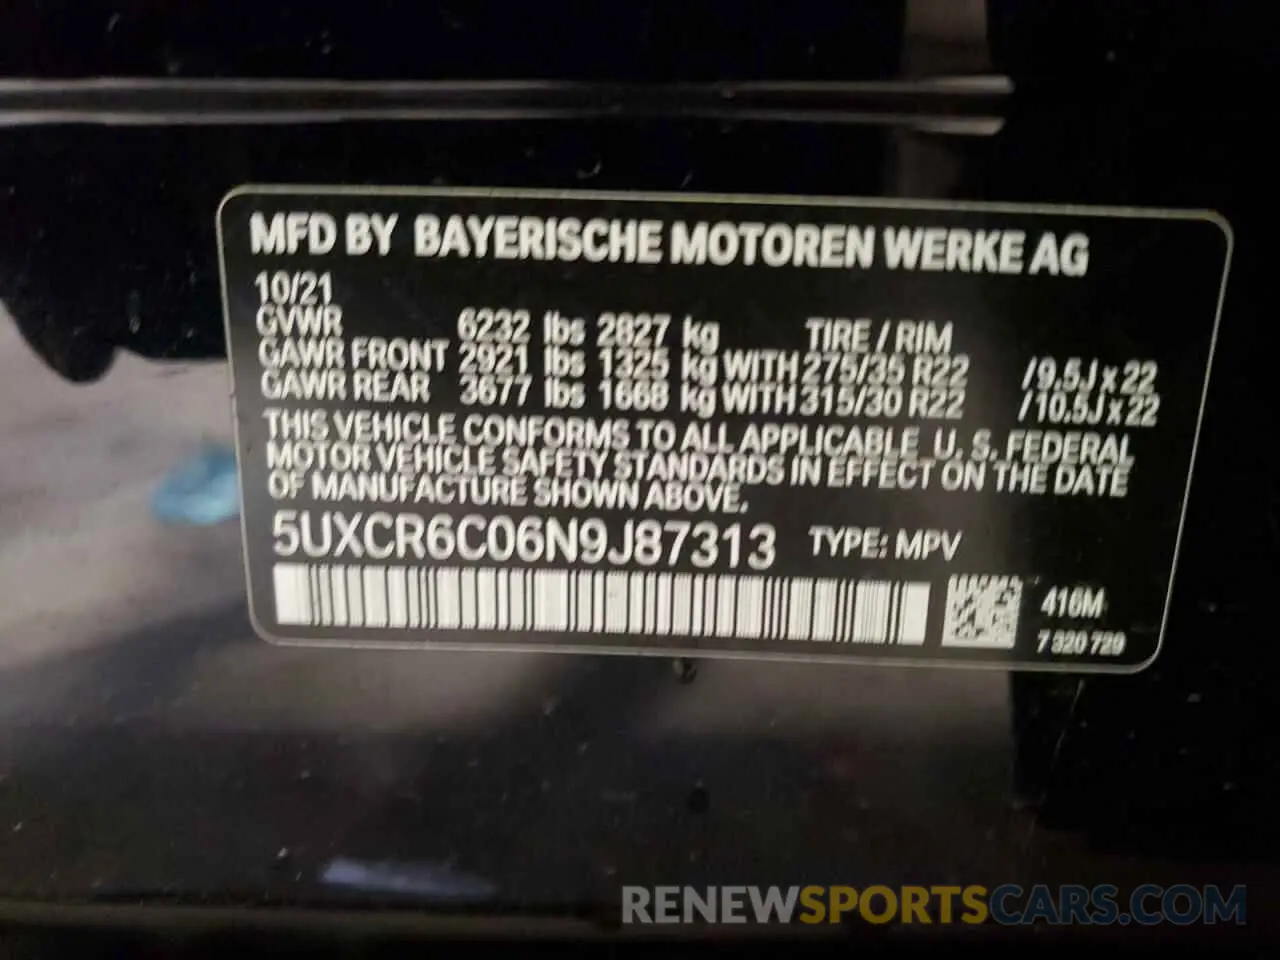 MFD BY BAYERISCHE MOTOREN WERKE AG
10/21
GVWR 6232 lbs 2827 kg TIRE / RIM
GAWR FRONT 2921 lbs 1325 kg WITH 275/35 R22 /9.5J x 22
GAWR REAR 3677 lbs 1668 kg WITH 315/30 R22 /10.5J x 22
THIS VEHICLE CONFORMS TO ALL APPLICABLE U. S. FEDERAL
MOTOR VEHICLE SAFETY STANDARDS IN EFFECT ON THE DATE
OF MANUFACTURE SHOWN ABOVE.
5UXCR6C06N9J87313 TYPE: MPV
416M
7 320 729
RENEWSPORTSCARS.COM